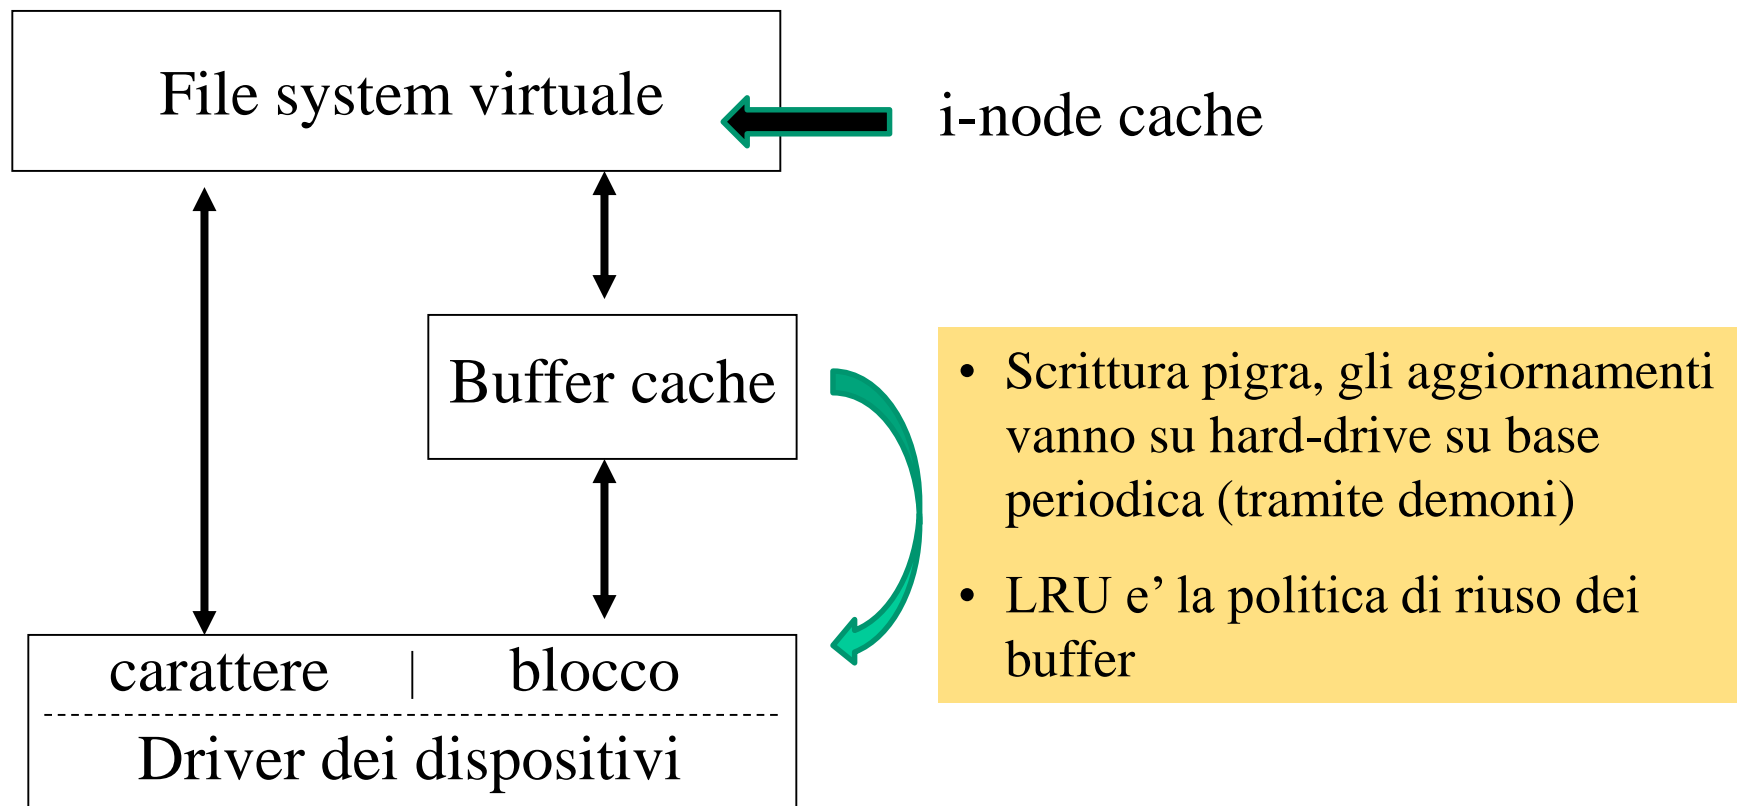 File system virtuale
i-node cache
Buffer cache
• Scrittura pigra, gli aggiornamenti
vanno su hard-drive su base
periodica (tramite demoni)
• LRU e’ la politica di riuso dei
buffer
carattere | blocco
Driver dei dispositivi